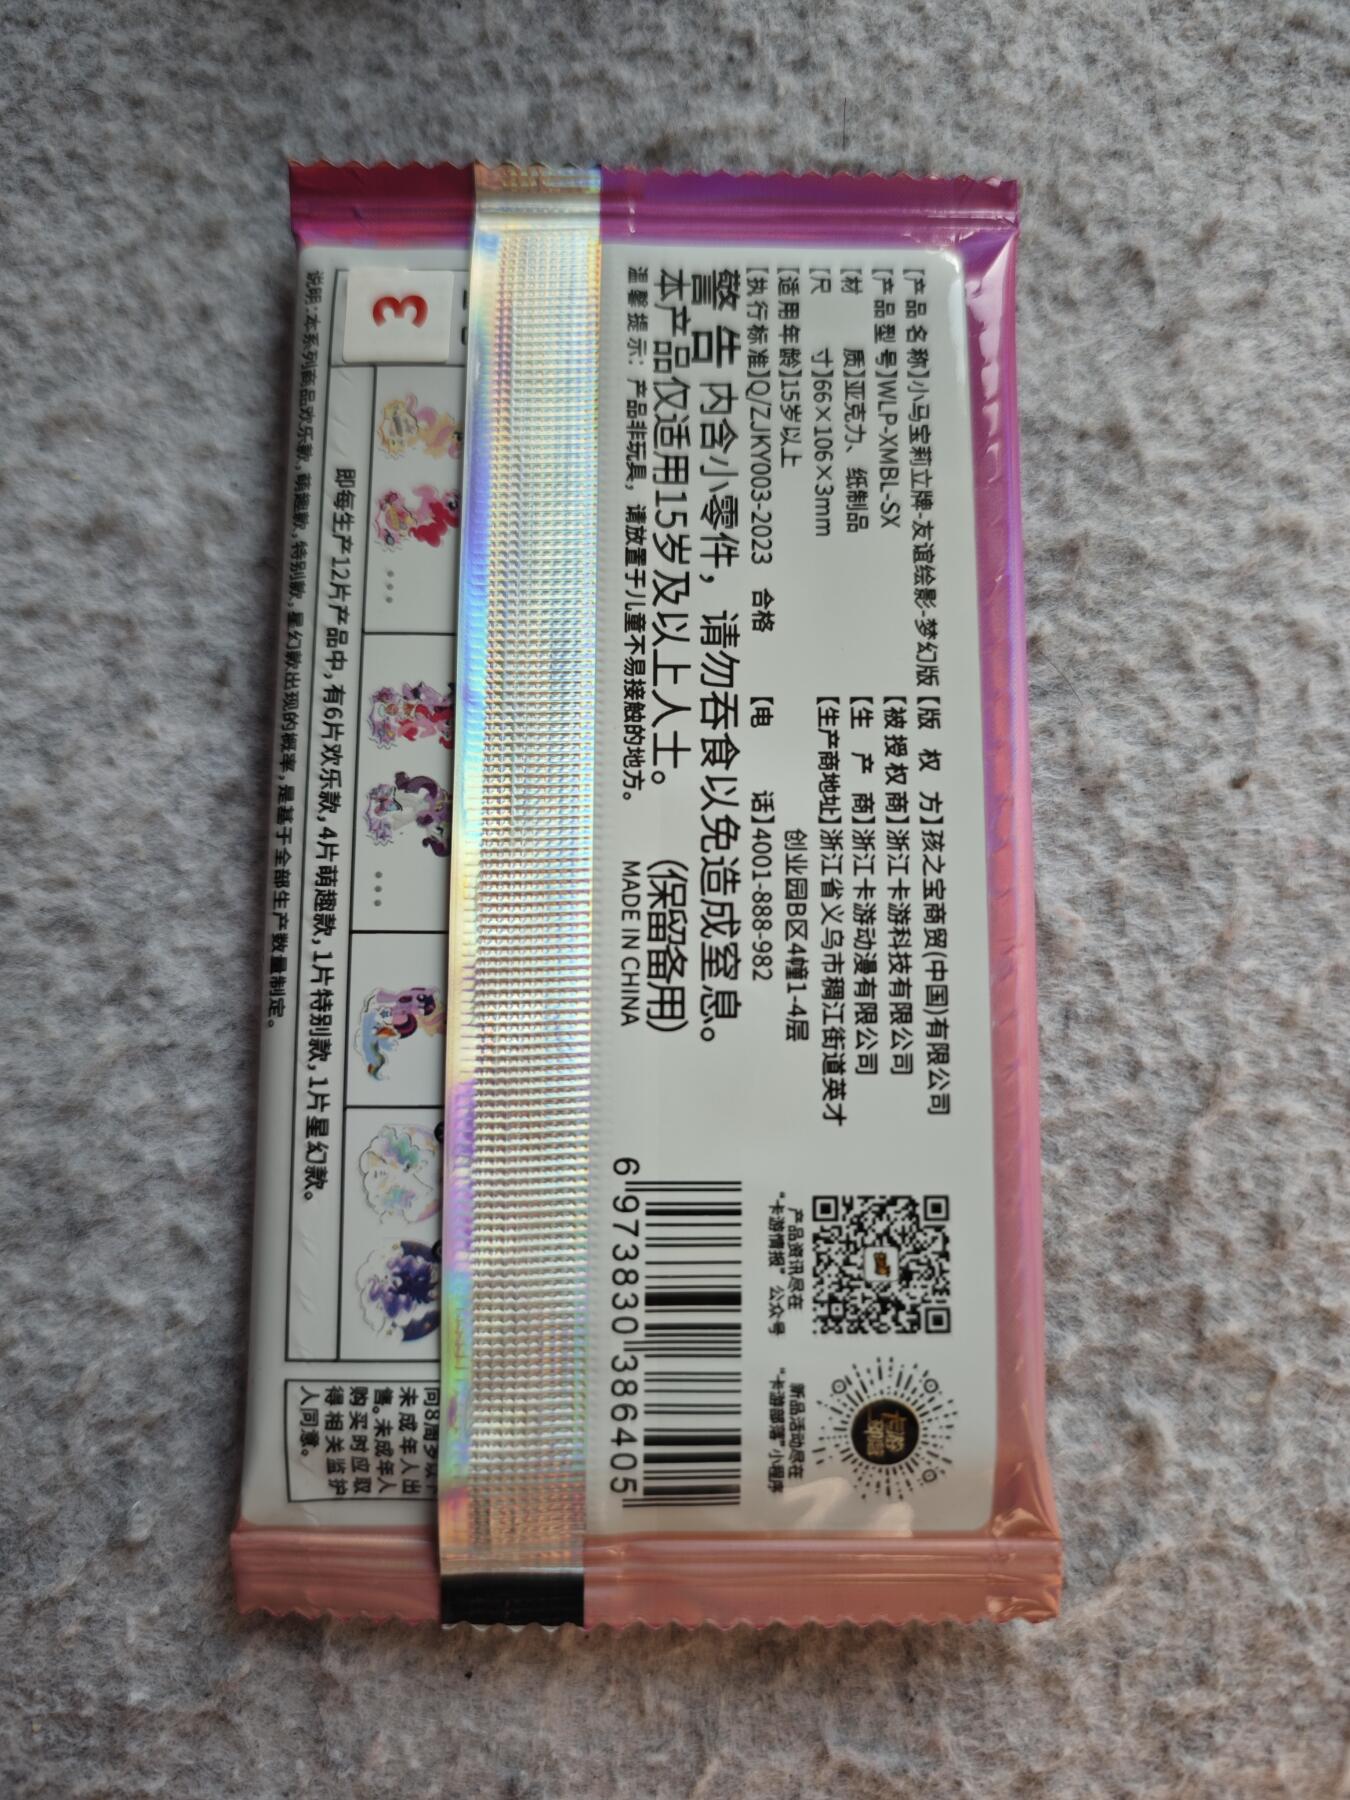 【产品名称】小马宝莉立牌-友谊绘影-梦幻版
【产品型号】WLP-XMBL-SX
【材 质】亚克力、纸制品
【尺 寸】66×106×3mm
【适用年龄】15岁以上
【执行标准】Q/ZJKY003-2023 合格
【版 权 方】孩之宝商贸(中国)有限公司
【被授权商】浙江卡游科技有限公司
【生 产 商】浙江卡游动漫有限公司
【生产商地址】浙江省义乌市稠江街道英才
创业园B区4幢1-4层
【电 话】4001-888-982
警告 内含小零件，请勿吞食以免造成窒息。
本产品仅适用15岁及以上人士。 (保留备用)
温馨提示：产品非玩具，请放置于儿童不易接触的地方。 MADE IN CHINA
产品资讯尽在
“卡游情报”公众号
卡游
部落
新品活动尽在
“卡游部落”小程序
6 973830 386405
3
即每生产12片产品中,有6片欢乐款,4片萌趣款,1片特别款,1片星幻款。
说明:本系列商品欢乐款,萌趣款,特别款,星幻款出现的概率,是基于全部生产数量制定。
未成年人出
售。未成年人
购买时应取
得相关监护
人同意。